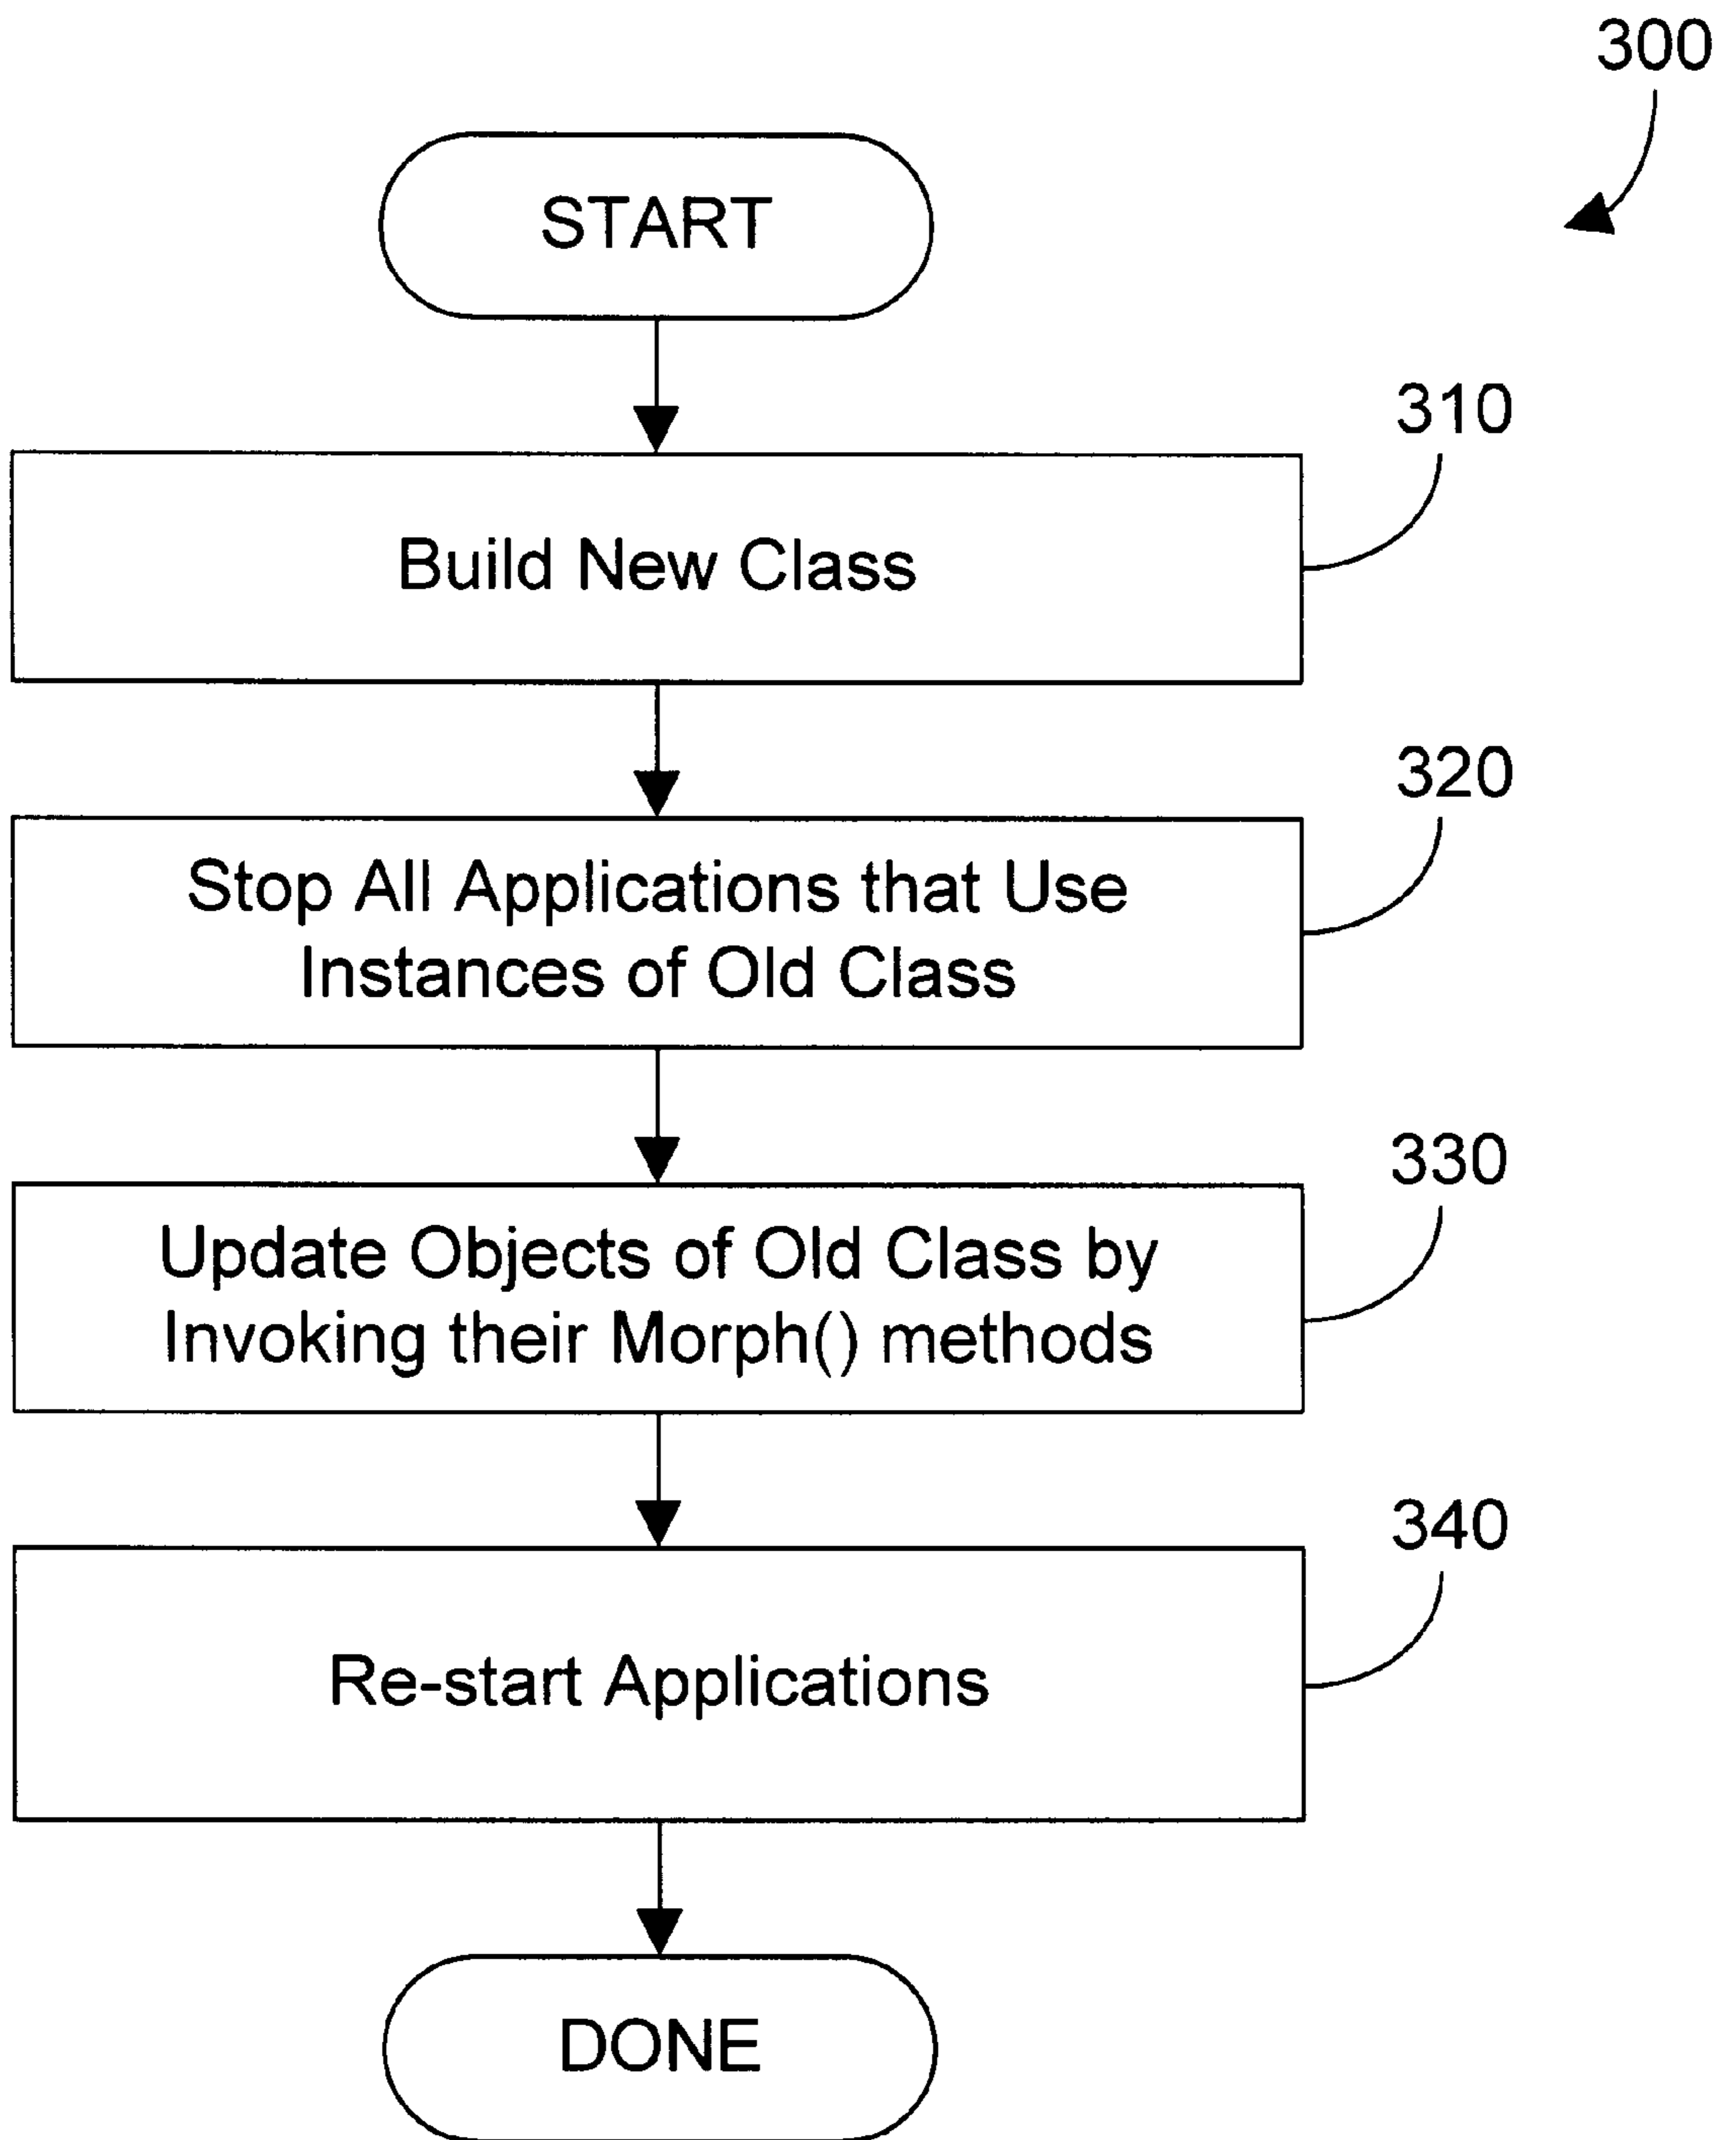 300
START
310
Build New Class
320
Stop All Applications that Use
Instances of Old Class
330
Update Objects of Old Class by
Invoking their Morph() methods
340
Re-start Applications
DONE